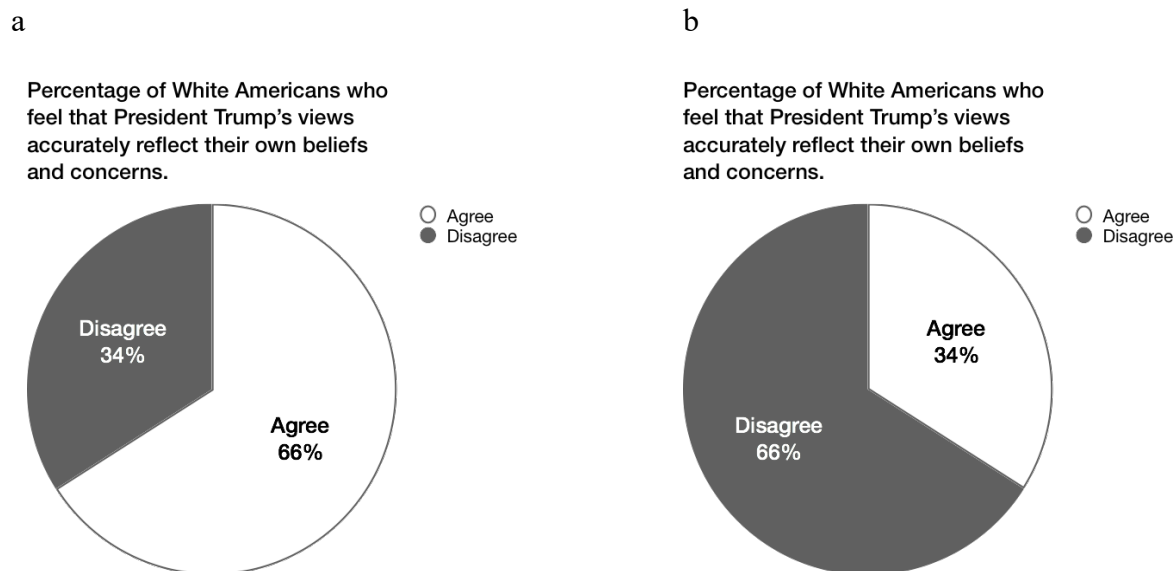 a
Percentage of White Americans who
feel that President Trump’s views
accurately reflect their own beliefs
and concerns.
Agree
Disagree
Disagree
34%
Agree
66%
b
Percentage of White Americans who
feel that President Trump’s views
accurately reflect their own beliefs
and concerns.
Agree
Disagree
Agree
34%
Disagree
66%